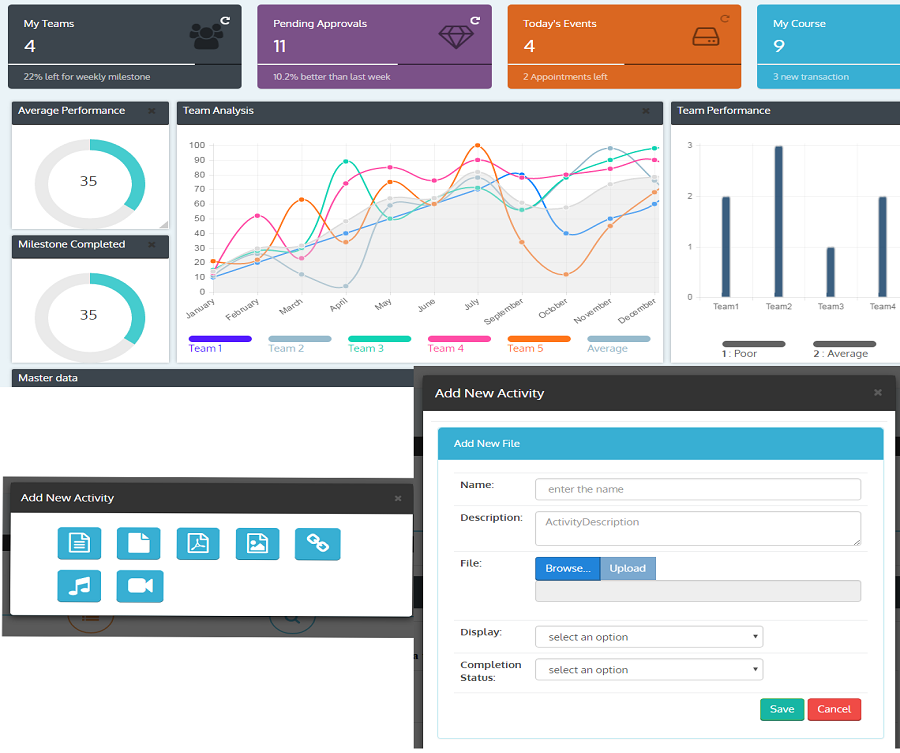 My Teams
4
22% left for weekly milestone
Pending Approvals
11
10.2% better than last week
Today's Events
4
2 Appointments left
My Course
9
3 new transaction
Average Performance
35
Milestone Completed
35
Team Analysis
100
90
80
70
60
50
40
30
20
10
0
January
February
March
April
May
June
July
September
October
November
December
Team 1
Team 2
Team 3
Team 4
Team 5
Average
Team Performance
3
2
1
0
Team1
Team2
Team3
Team4
1 : Poor
2 : Average
Master data
Add New Activity
Add New Activity
Add New File
Name:
enter the name
Description:
ActivityDescription
File:
Browse...
Upload
Display:
select an option
Completion
Status:
select an option
Save
Cancel